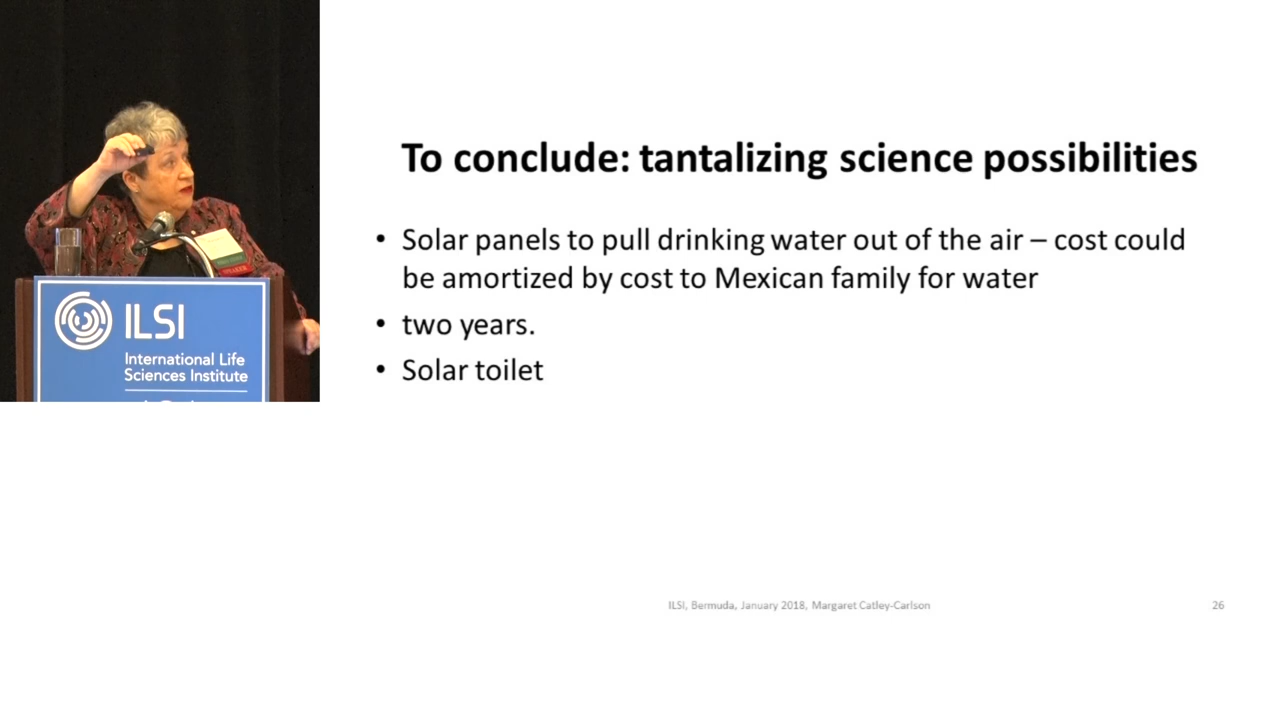 To conclude: tantalizing science possibilities
• Solar panels to pull drinking water out of the air – cost could
be amortized by cost to Mexican family for water
• two years.
• Solar toilet
ILSI
International Life
Sciences Institute
ILSI, Bermuda, January 2018, Margaret Catley-Carlson
26